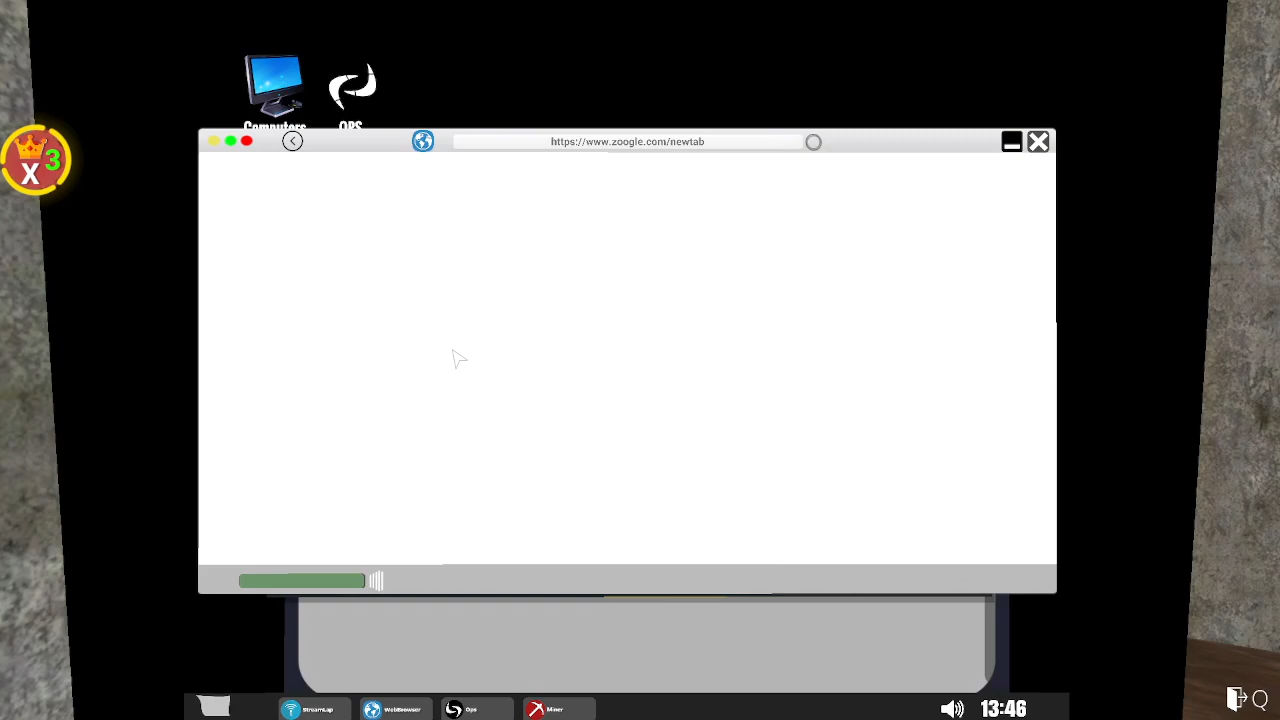 Computers
OPS
X 3
https://www.zoogle.com/newtab
StreamLap
WebBrowser
Ops
Miner
13:46
Q